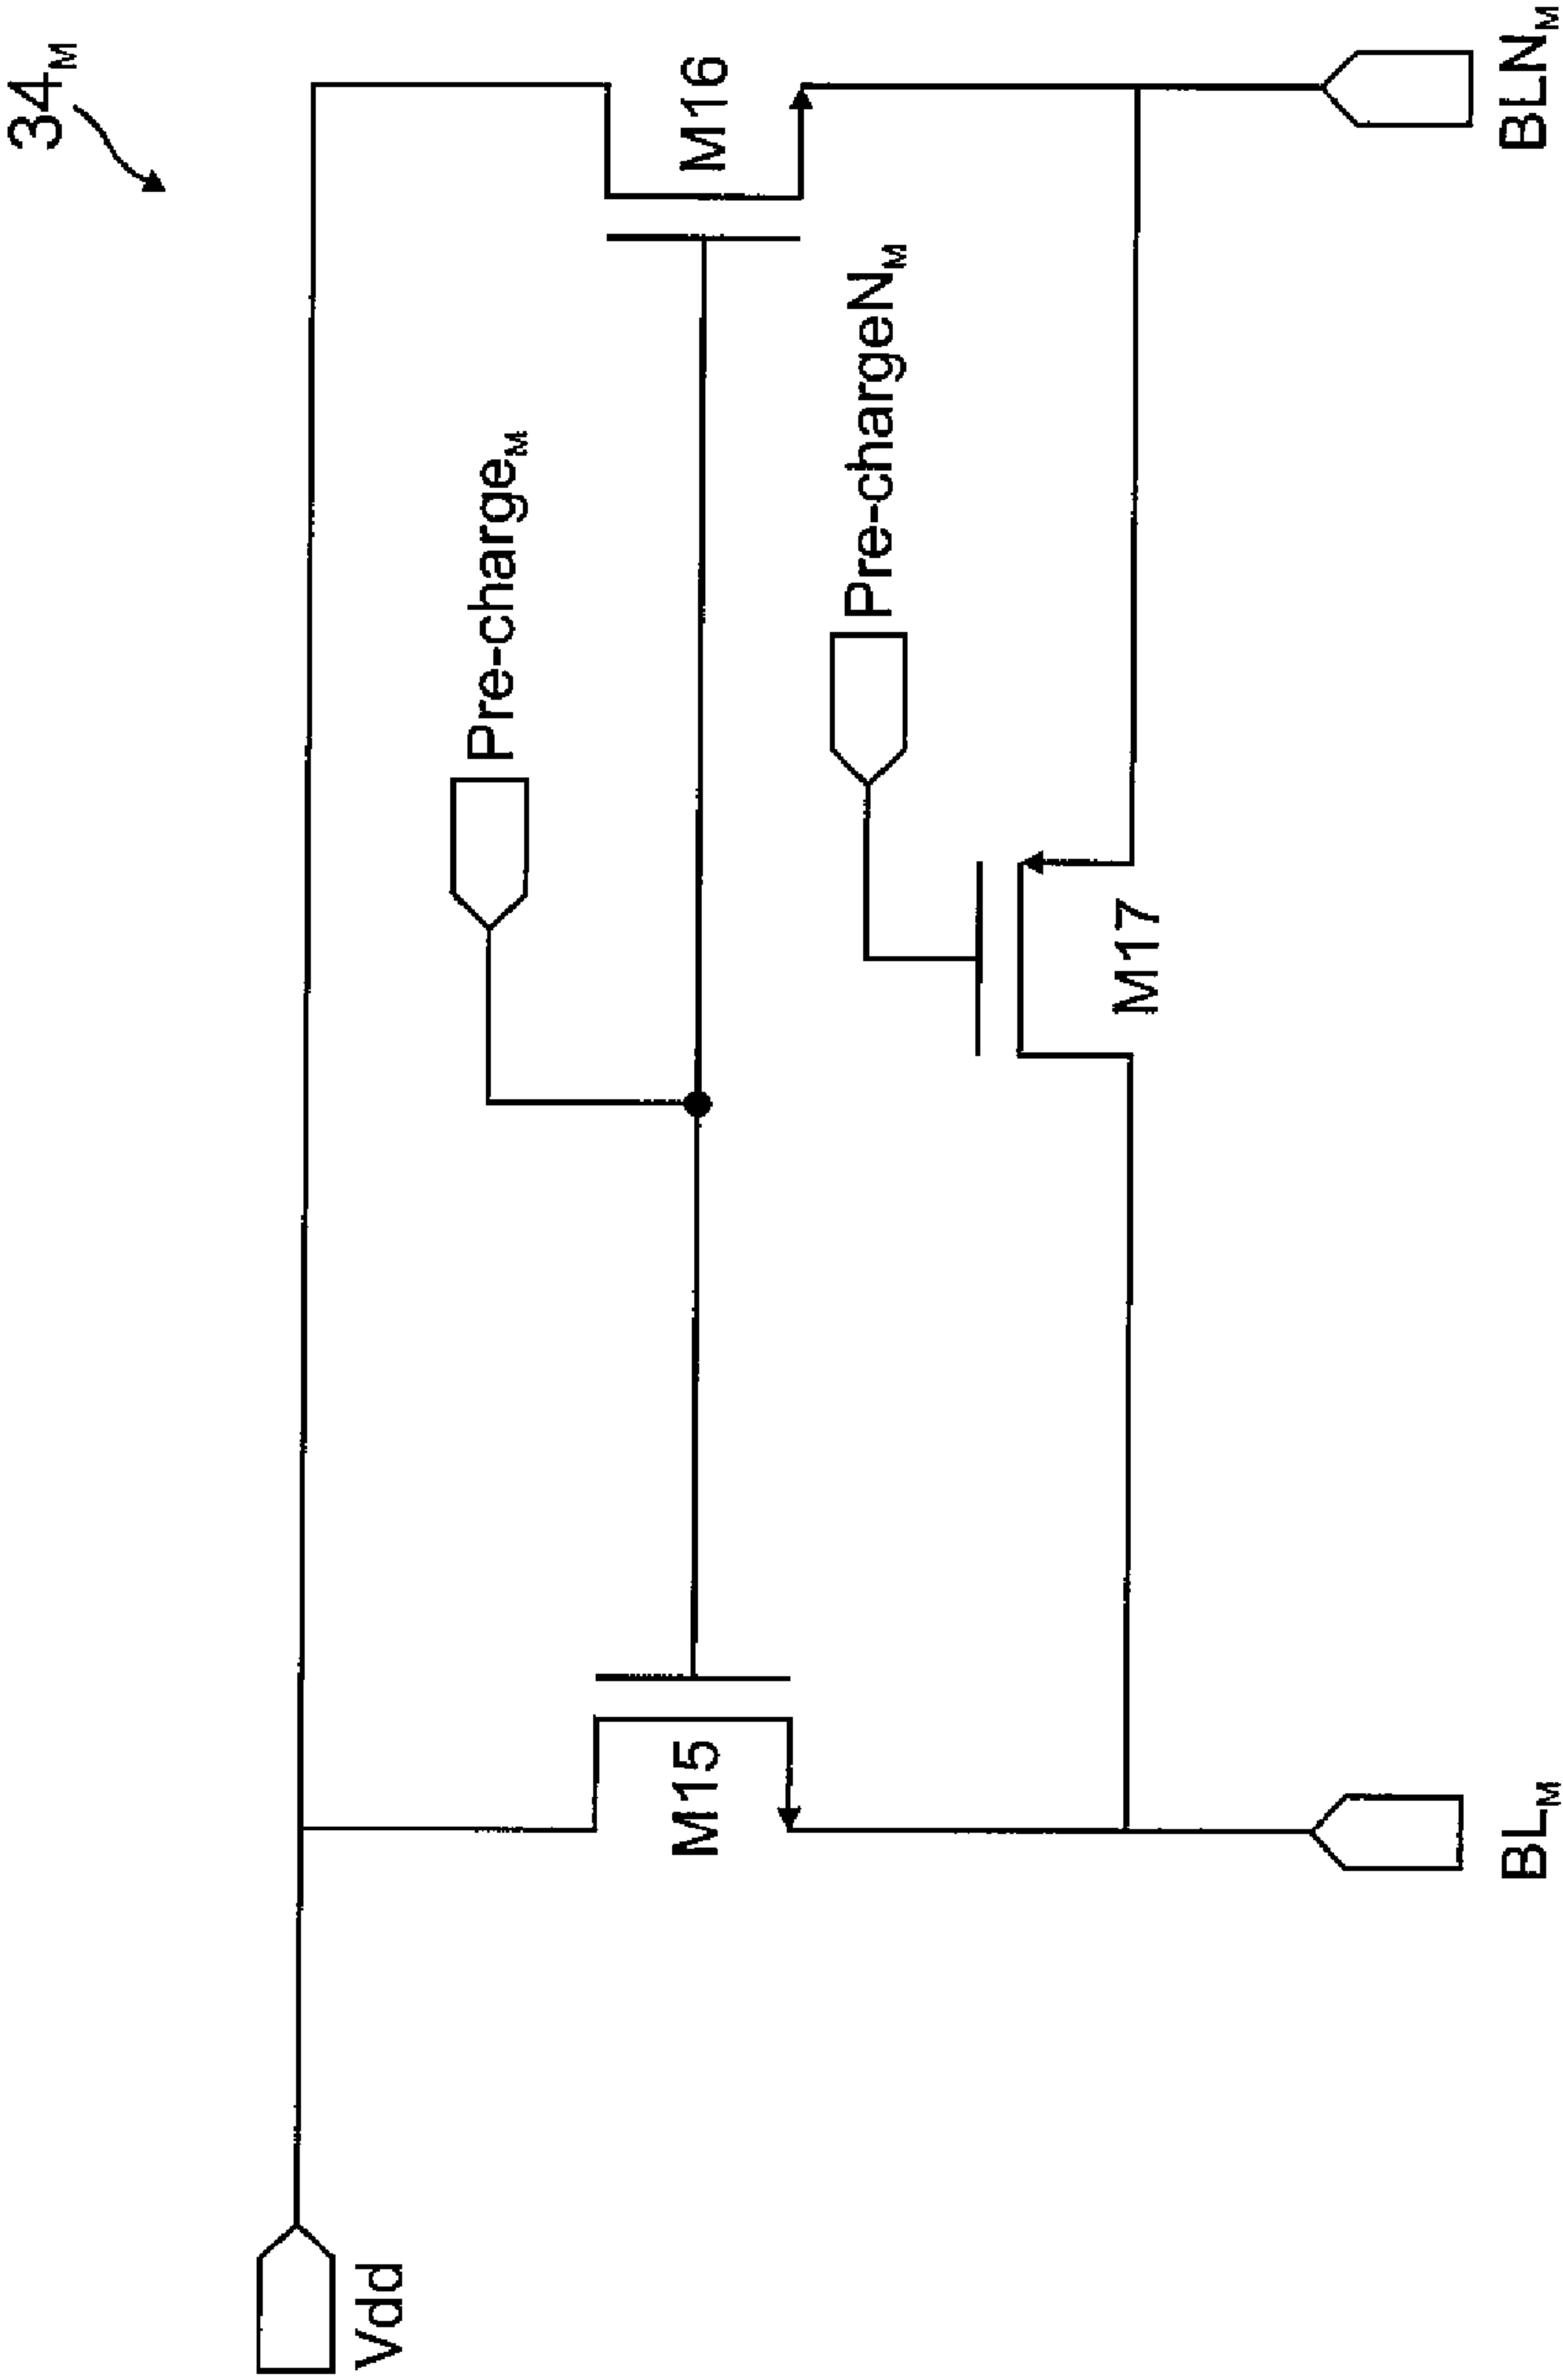 34M
Vdd
Pre-chargeM
M15
M16
Pre-chargeNM
M17
BLM
BLNM